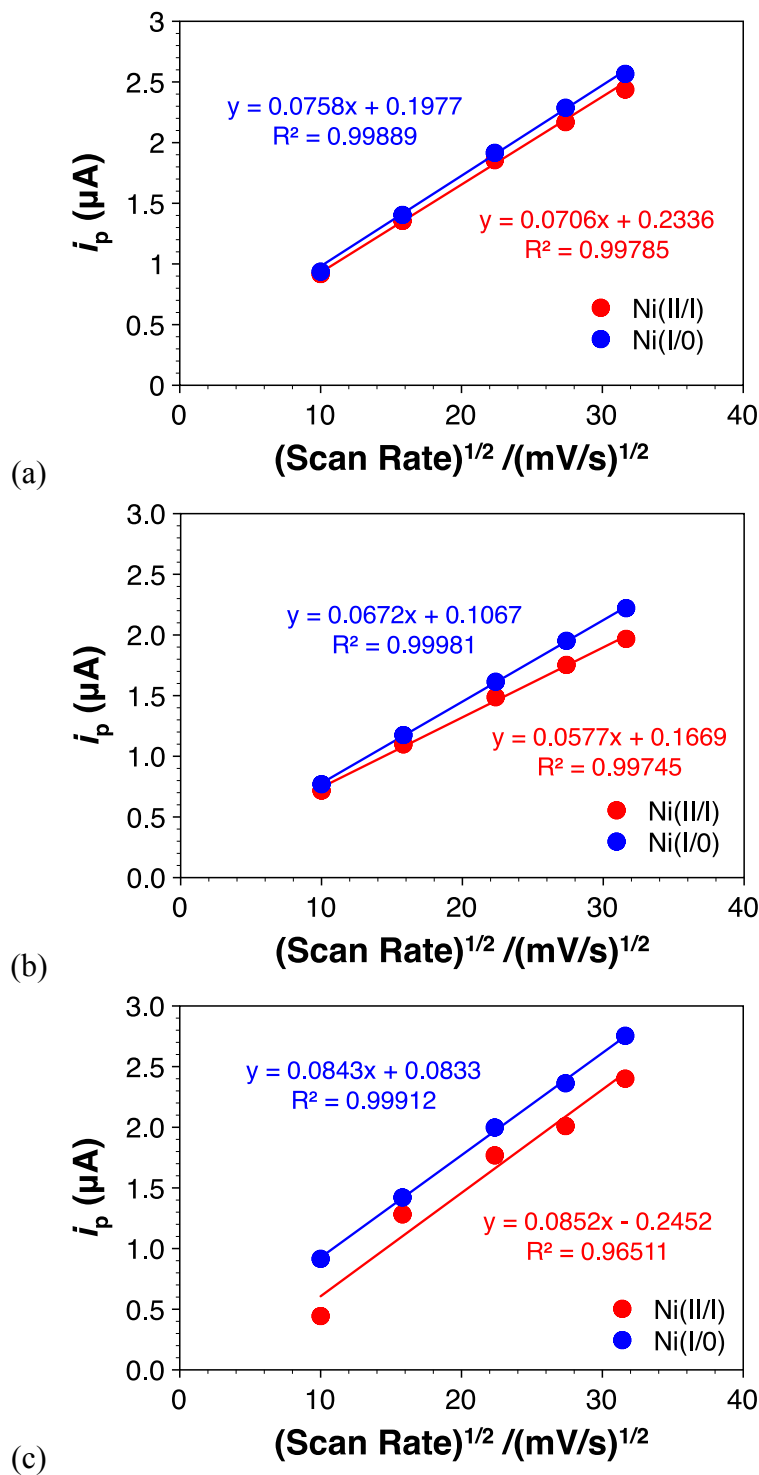 3
2.5
2
1.5
1
0.5
0
i_p (µA)
y = 0.0758x + 0.1977
R² = 0.99889
y = 0.0706x + 0.2336
R² = 0.99785
Ni(II/I)
Ni(I/0)
0 10 20 30 40
(Scan Rate)^1/2 /(mV/s)^1/2
(a)
3.0
2.5
2.0
1.5
1.0
0.5
0.0
i_p (µA)
y = 0.0672x + 0.1067
R² = 0.99981
y = 0.0577x + 0.1669
R² = 0.99745
Ni(II/I)
Ni(I/0)
0 10 20 30 40
(Scan Rate)^1/2 /(mV/s)^1/2
(b)
3.0
2.5
2.0
1.5
1.0
0.5
0.0
i_p (µA)
y = 0.0843x + 0.0833
R² = 0.99912
y = 0.0852x - 0.2452
R² = 0.96511
Ni(II/I)
Ni(I/0)
0 10 20 30 40
(Scan Rate)^1/2 /(mV/s)^1/2
(c)